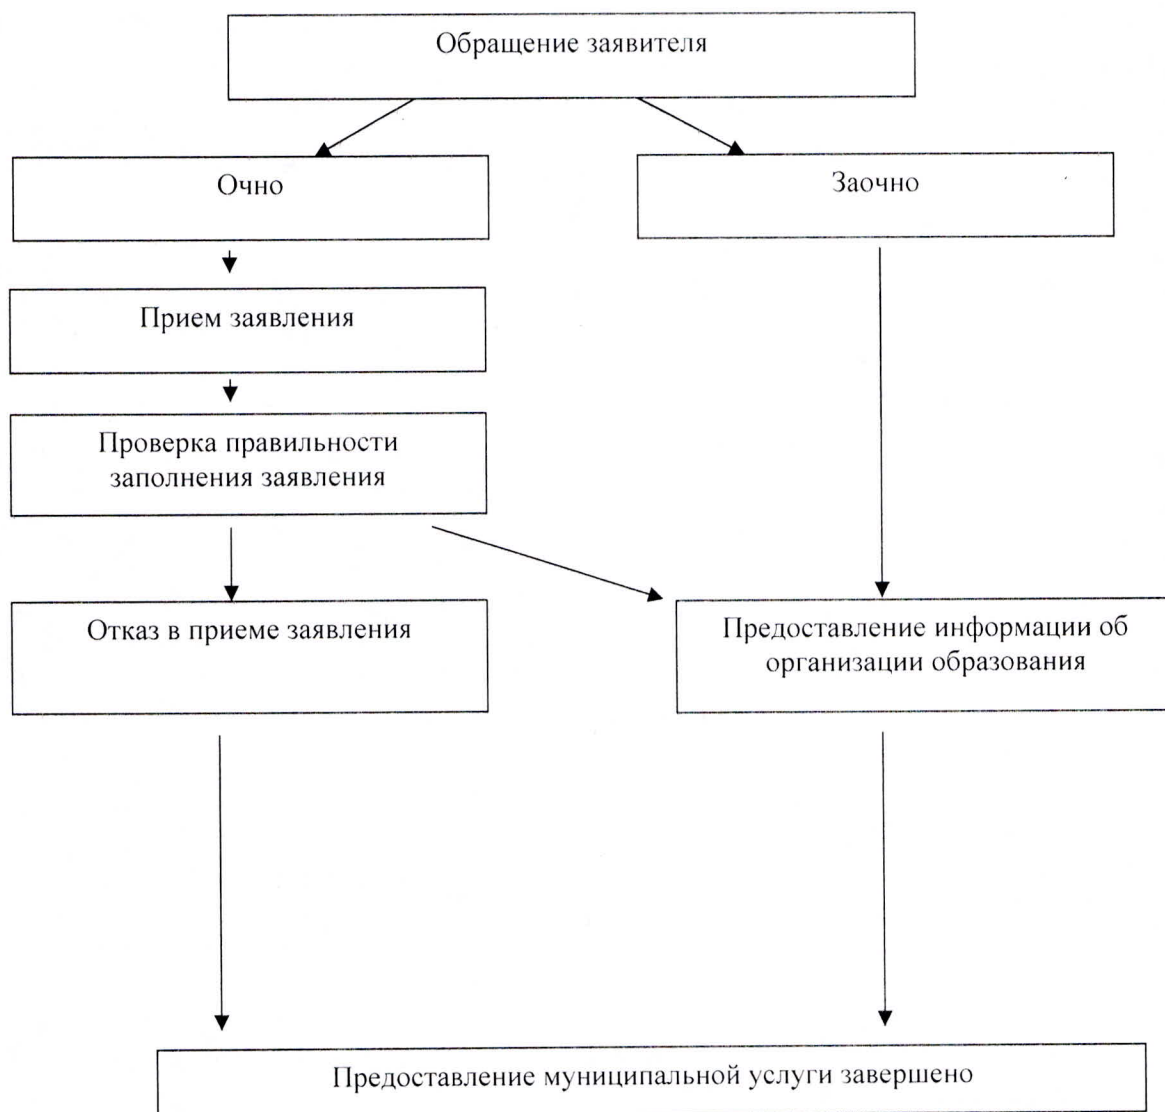 Обращение заявителя
Очно
Заочно
Прием заявления
Проверка правильности
заполнения заявления
Отказ в приеме заявления
Предоставление информации об
организации образования
Предоставление муниципальной услуги завершено